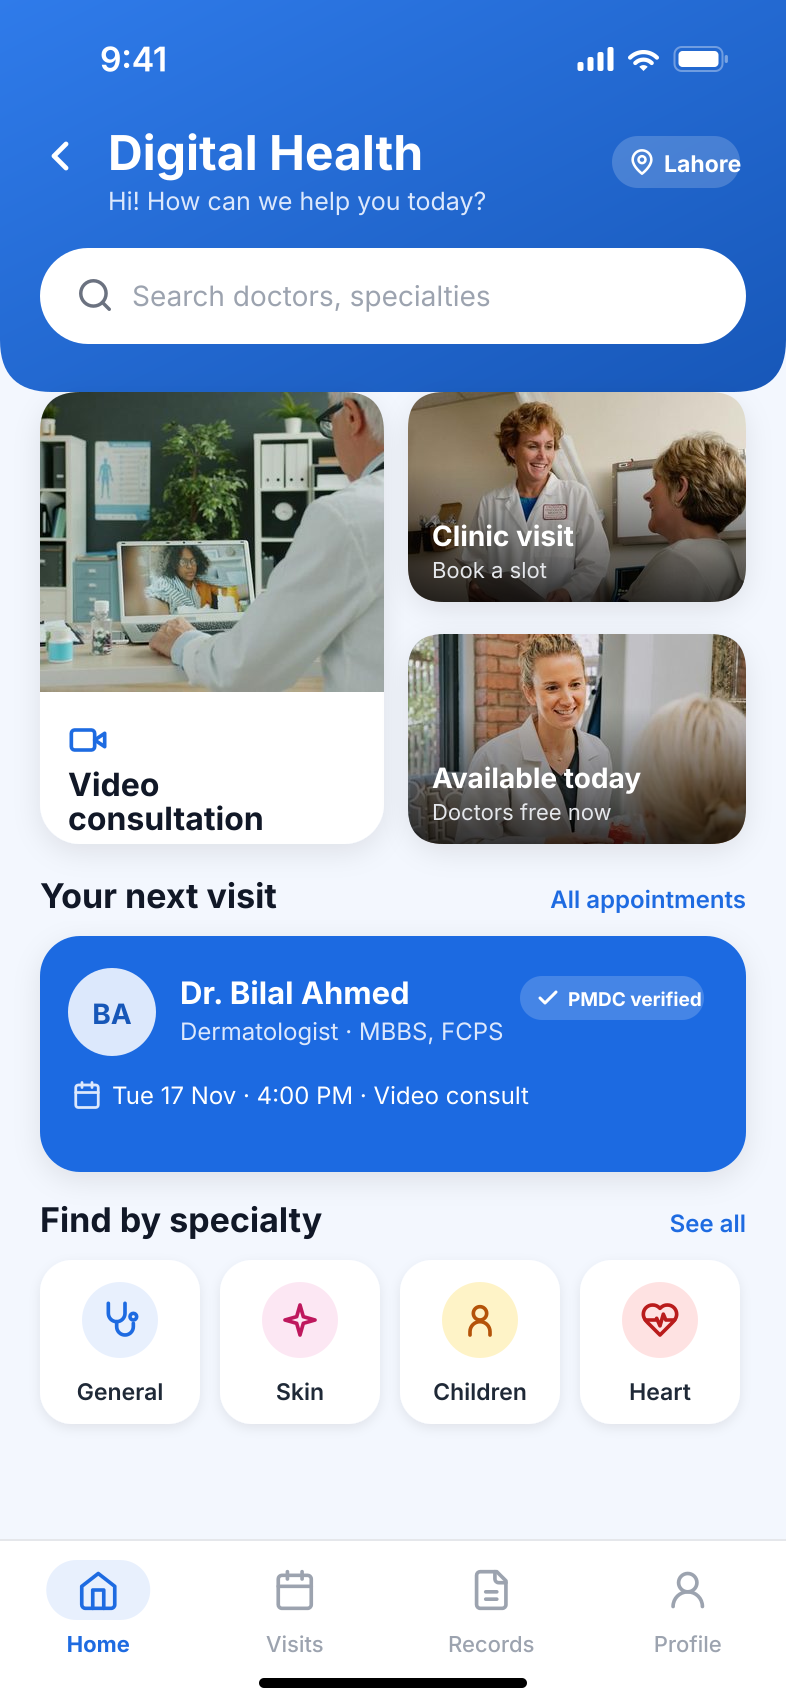 9:41
Digital Health
Hi! How can we help you today?
Lahore
Search doctors, specialties
Video
consultation
Clinic visit
Book a slot
Available today
Doctors free now
Your next visit
All appointments
BA
Dr. Bilal Ahmed
Dermatologist · MBBS, FCPS
PMDC verified
Tue 17 Nov · 4:00 PM · Video consult
Find by specialty
See all
General
Skin
Children
Heart
Home
Visits
Records
Profile